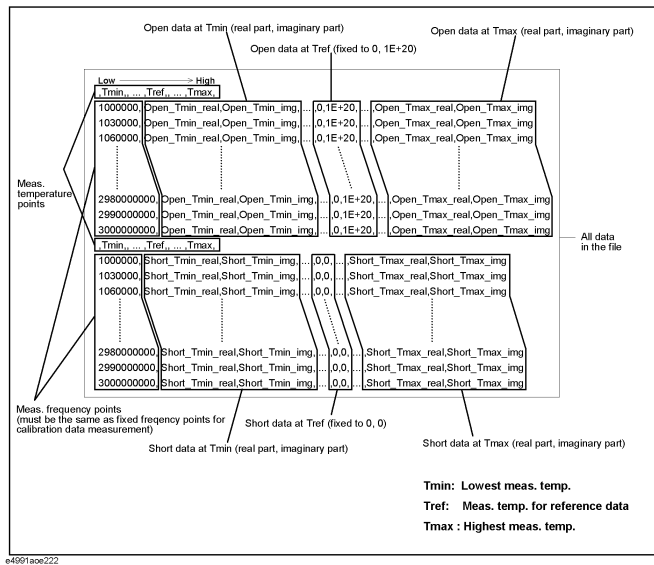 Open data at Tmin (real part, imaginary part)
Open data at Tmax (real part, imaginary part)
Open data at Tref (fixed to 0, 1E+20)
Low High
,Tmin,, ... ,Tref,, ... ,Tmax,
1000000, Open_Tmin_real,Open_Tmin_img, ... ,0,1E+20, ... ,Open_Tmax_real,Open_Tmax_img
1030000, Open_Tmin_real,Open_Tmin_img, ... ,0,1E+20, ... ,Open_Tmax_real,Open_Tmax_img
1060000, Open_Tmin_real,Open_Tmin_img, ... ,0,1E+20, ... ,Open_Tmax_real,Open_Tmax_img
Meas.
temperature
points
2980000000, Open_Tmin_real,Open_Tmin_img, ... ,0,1E+20, ... ,Open_Tmax_real,Open_Tmax_img
2990000000, Open_Tmin_real,Open_Tmin_img, ... ,0,1E+20, ... ,Open_Tmax_real,Open_Tmax_img
3000000000, Open_Tmin_real,Open_Tmin_img, ... ,0,1E+20, ... ,Open_Tmax_real,Open_Tmax_img
All data
in the file
,Tmin,, ... ,Tref,, ... ,Tmax,
1000000, Short_Tmin_real,Short_Tmin_img, ... ,0,0, ... ,Short_Tmax_real,Short_Tmax_img
1030000, Short_Tmin_real,Short_Tmin_img, ... ,0,0, ... ,Short_Tmax_real,Short_Tmax_img
1060000, Short_Tmin_real,Short_Tmin_img, ... ,0,0, ... ,Short_Tmax_real,Short_Tmax_img
2980000000, Short_Tmin_real,Short_Tmin_img, ... ,0,0, ... ,Short_Tmax_real,Short_Tmax_img
2990000000, Short_Tmin_real,Short_Tmin_img, ... ,0,0, ... ,Short_Tmax_real,Short_Tmax_img
3000000000, Short_Tmin_real,Short_Tmin_img, ... ,0,0, ... ,Short_Tmax_real,Short_Tmax_img
Meas. frequency points
(must be the same as fixed freqency points for
calibration data measurement)
Short data at Tref (fixed to 0, 0)
Short data at Tmin (real part, imaginary part)
Short data at Tmax (real part, imaginary part)
Tmin: Lowest meas. temp.
Tref: Meas. temp. for reference data
Tmax : Highest meas. temp.
e4991aoe222